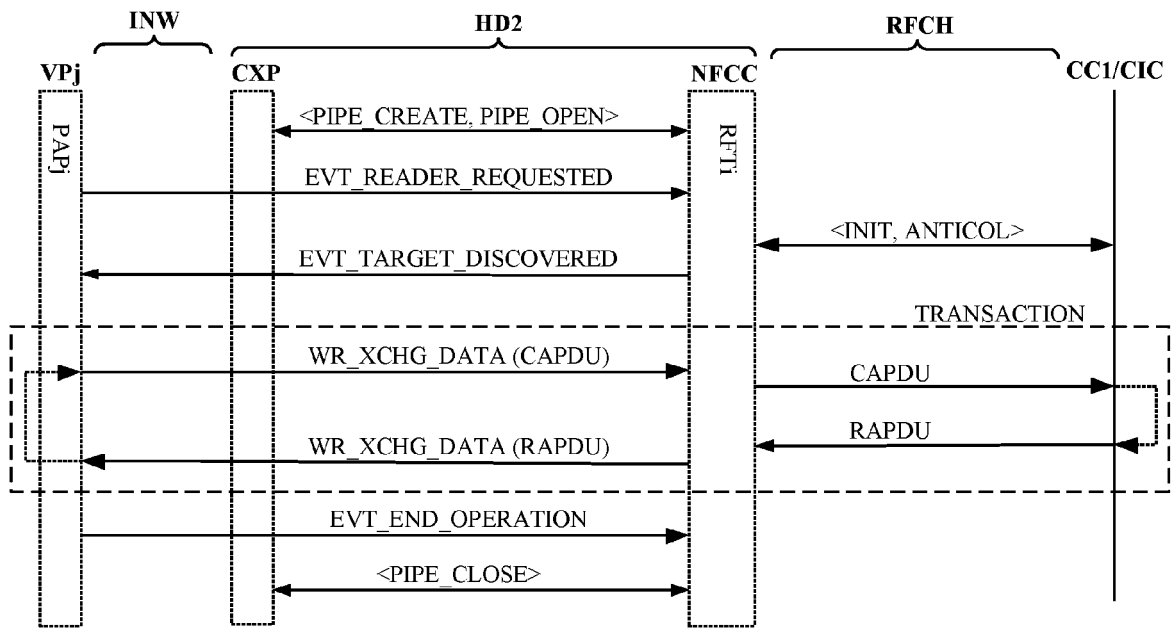 INW
HD2
RFCH
VPj
CXP
NFCC
CC1/CIC
PAPj
RFTi
<PIPE_CREATE, PIPE_OPEN>
EVT_READER_REQUESTED
<INIT, ANTICOL>
EVT_TARGET_DISCOVERED
TRANSACTION
WR_XCHG_DATA (CAPDU)
CAPDU
RAPDU
WR_XCHG_DATA (RAPDU)
EVT_END_OPERATION
<PIPE_CLOSE>